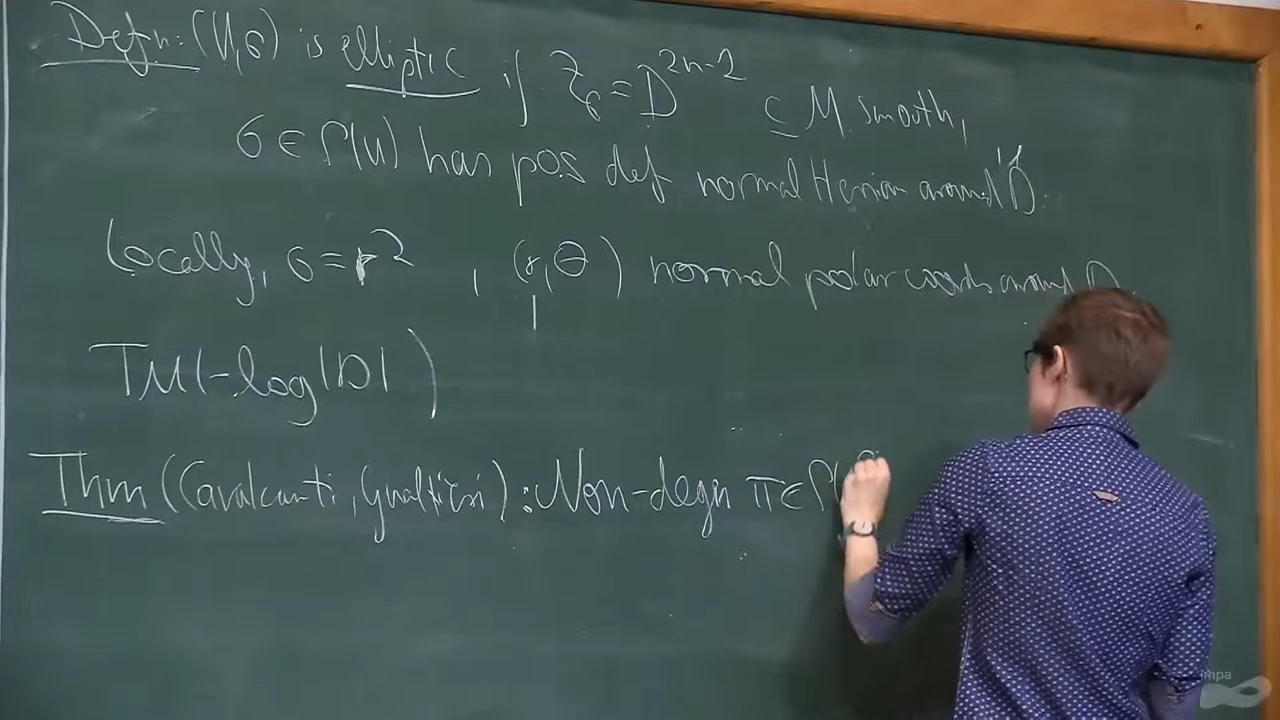 Defn: (U,σ) is elliptic if Z_σ = D^{2n-2} ⊆ M smooth,
σ ∈ Γ(U) has pos def normal Hessian around D.
Locally, σ = r², (r,θ) normal polar coords around D.
TM(-log|D|)
Thm (Cavalcanti, Gualtieri): Non-degn π ∈ Γ(
impa